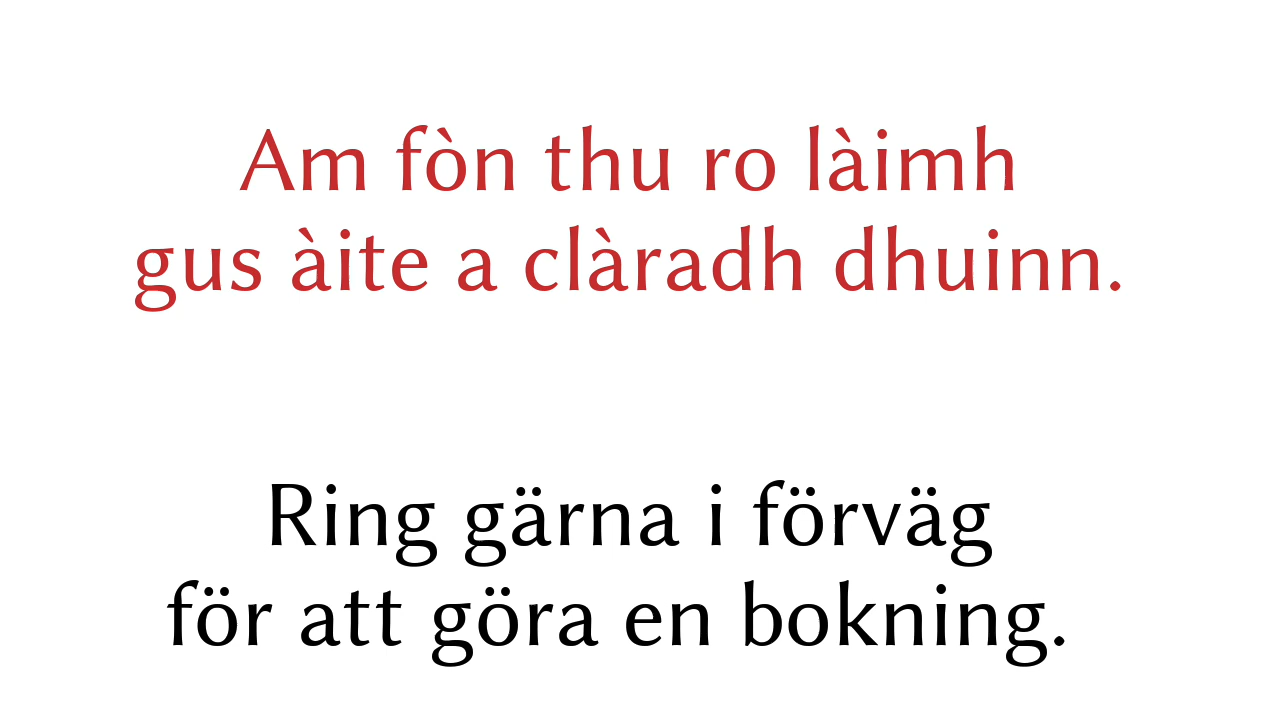 Am fòn thu ro làimh
gus àite a clàradh dhuinn.
Ring gärna i förväg
för att göra en bokning.